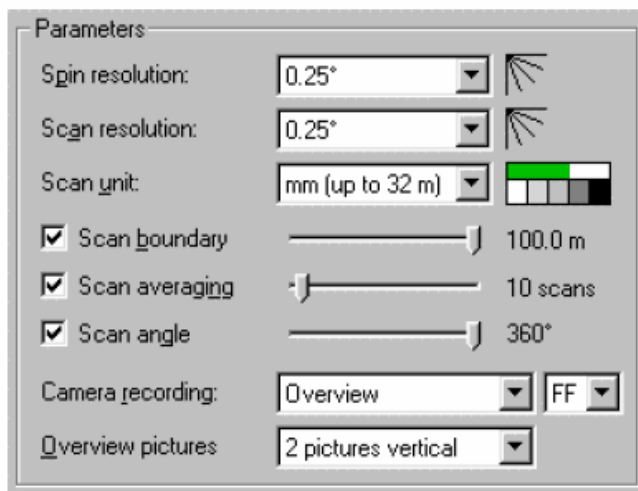 Parameters
Spin resolution: 0.25°
Scan resolution: 0.25°
Scan unit: mm (up to 32 m)
Scan boundary 100.0 m
Scan averaging 10 scans
Scan angle 360°
Camera recording: Overview FF
Overview pictures 2 pictures vertical